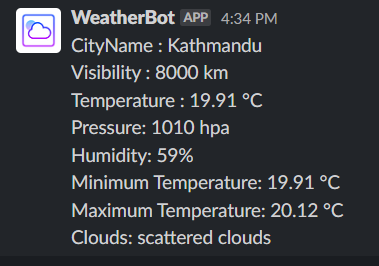 WeatherBot APP 4:34 PM
CityName : Kathmandu
Visibility : 8000 km
Temperature : 19.91 °C
Pressure: 1010 hpa
Humidity: 59%
Minimum Temperature: 19.91 °C
Maximum Temperature: 20.12 °C
Clouds: scattered clouds